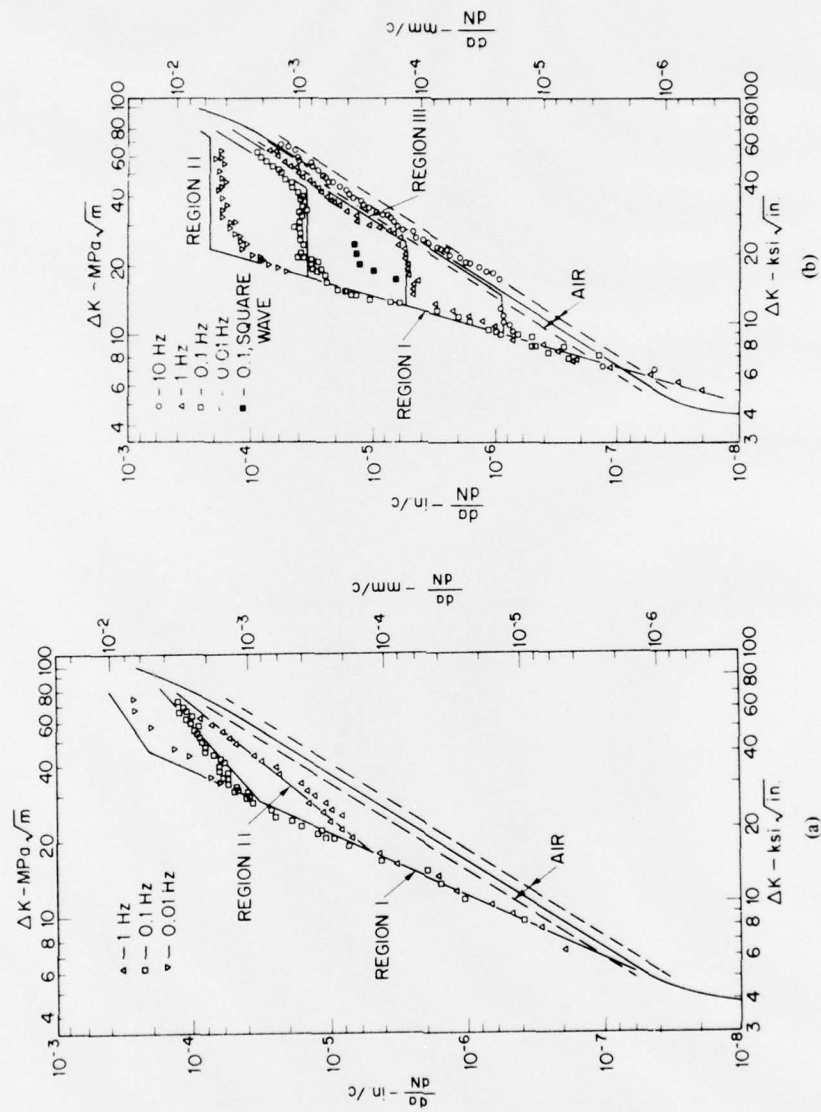 ΔK – MPa √m
3 4 6 8 10 20 40 60 80 100
10⁻³
10⁻⁴
10⁻⁵
10⁻⁶
10⁻⁷
10⁻⁸
da/dN – in/c
△ – 1 Hz
□ – 0.1 Hz
▽ – 0.01 Hz
REGION II
REGION I
AIR
10⁻²
10⁻³
10⁻⁴
10⁻⁵
10⁻⁶
da/dN – mm/c
3 4 6 8 10 20 40 60 80 100
ΔK – ksi √in.
(a)
ΔK – MPa √m
3 4 6 8 10 20 40 60 80 100
10⁻³
10⁻⁴
10⁻⁵
10⁻⁶
10⁻⁷
10⁻⁸
da/dN – in./c
○ – 10 Hz
△ – 1 Hz
□ – 0.1 Hz
0.01 Hz
■ – 0.1, SQUARE
WAVE
REGION II
REGION III
REGION I
AIR
10⁻²
10⁻³
10⁻⁴
10⁻⁵
10⁻⁶
da/dN – mm/c
3 4 6 8 10 20 40 60 80 100
ΔK – ksi √in.
(b)